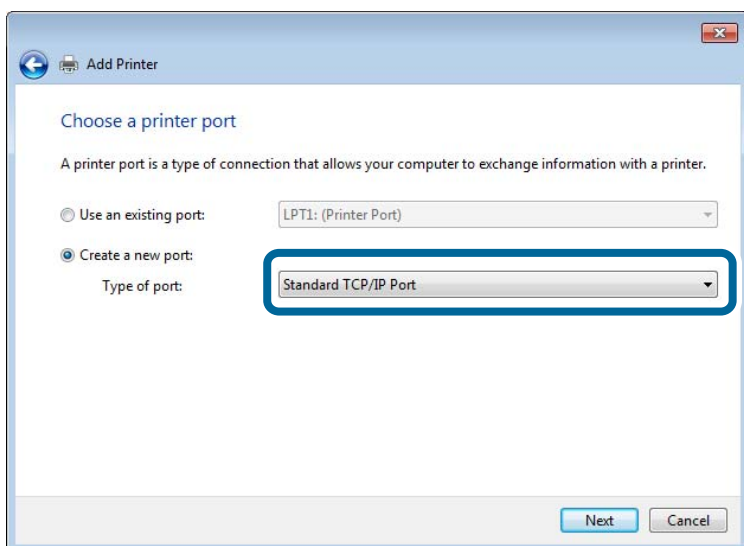 Add Printer
Choose a printer port
A printer port is a type of connection that allows your computer to exchange information with a printer.
Use an existing port: LPT1: (Printer Port)
Create a new port:
Type of port: Standard TCP/IP Port
Next Cancel